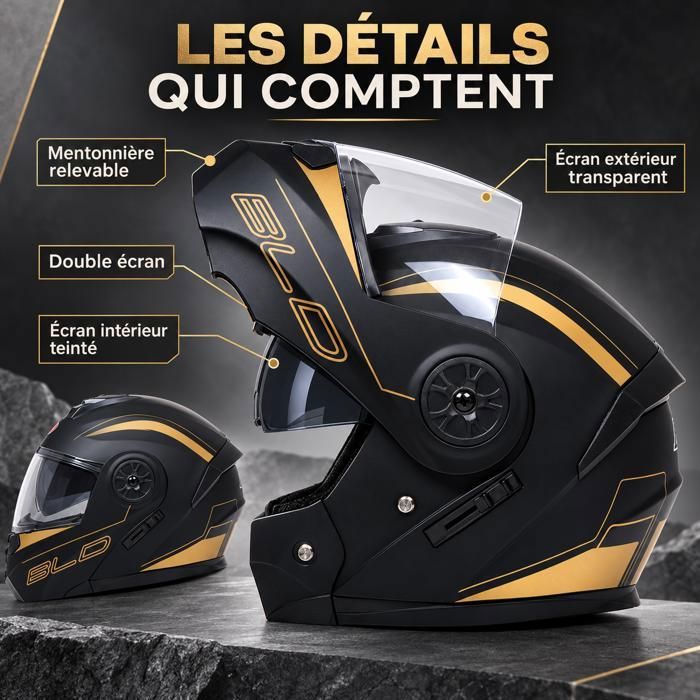 LES DÉTAILS
QUI COMPTENT
Mentonnière
relevable
Écran extérieur
transparent
Double écran
Écran intérieur
teinté
BLD
BLD